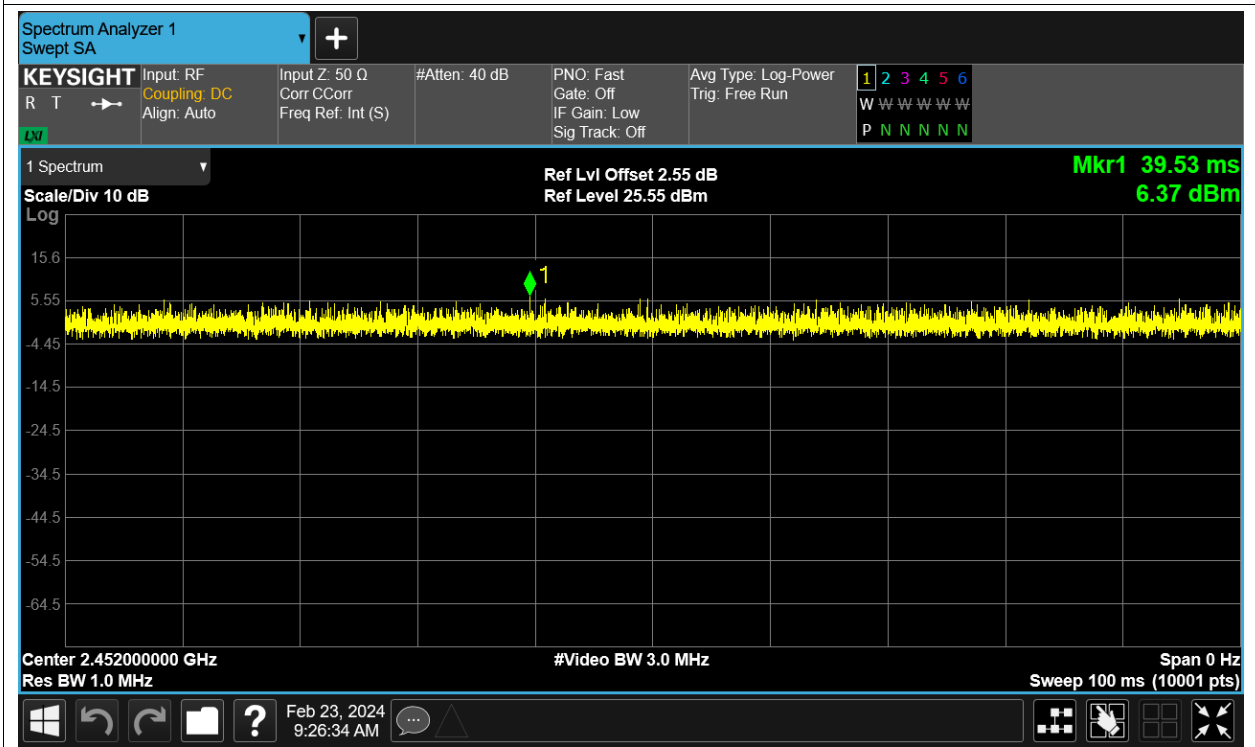 Spectrum Analyzer 1
Swept SA
KEYSIGHT
R T
LXI
Input: RF
Coupling: DC
Align: Auto
Input Z: 50 Ω
Corr CCorr
Freq Ref: Int (S)
#Atten: 40 dB
PNO: Fast
Gate: Off
IF Gain: Low
Sig Track: Off
Avg Type: Log-Power
Trig: Free Run
1 2 3 4 5 6
W W W W W W
P N N N N N
1 Spectrum
Scale/Div 10 dB
Ref Lvl Offset 2.55 dB
Ref Level 25.55 dBm
Mkr1 39.53 ms
6.37 dBm
Log
15.6
5.55
-4.45
-14.5
-24.5
-34.5
-44.5
-54.5
-64.5
1
Center 2.452000000 GHz
Res BW 1.0 MHz
#Video BW 3.0 MHz
Span 0 Hz
Sweep 100 ms (10001 pts)
?
Feb 23, 2024
9:26:34 AM